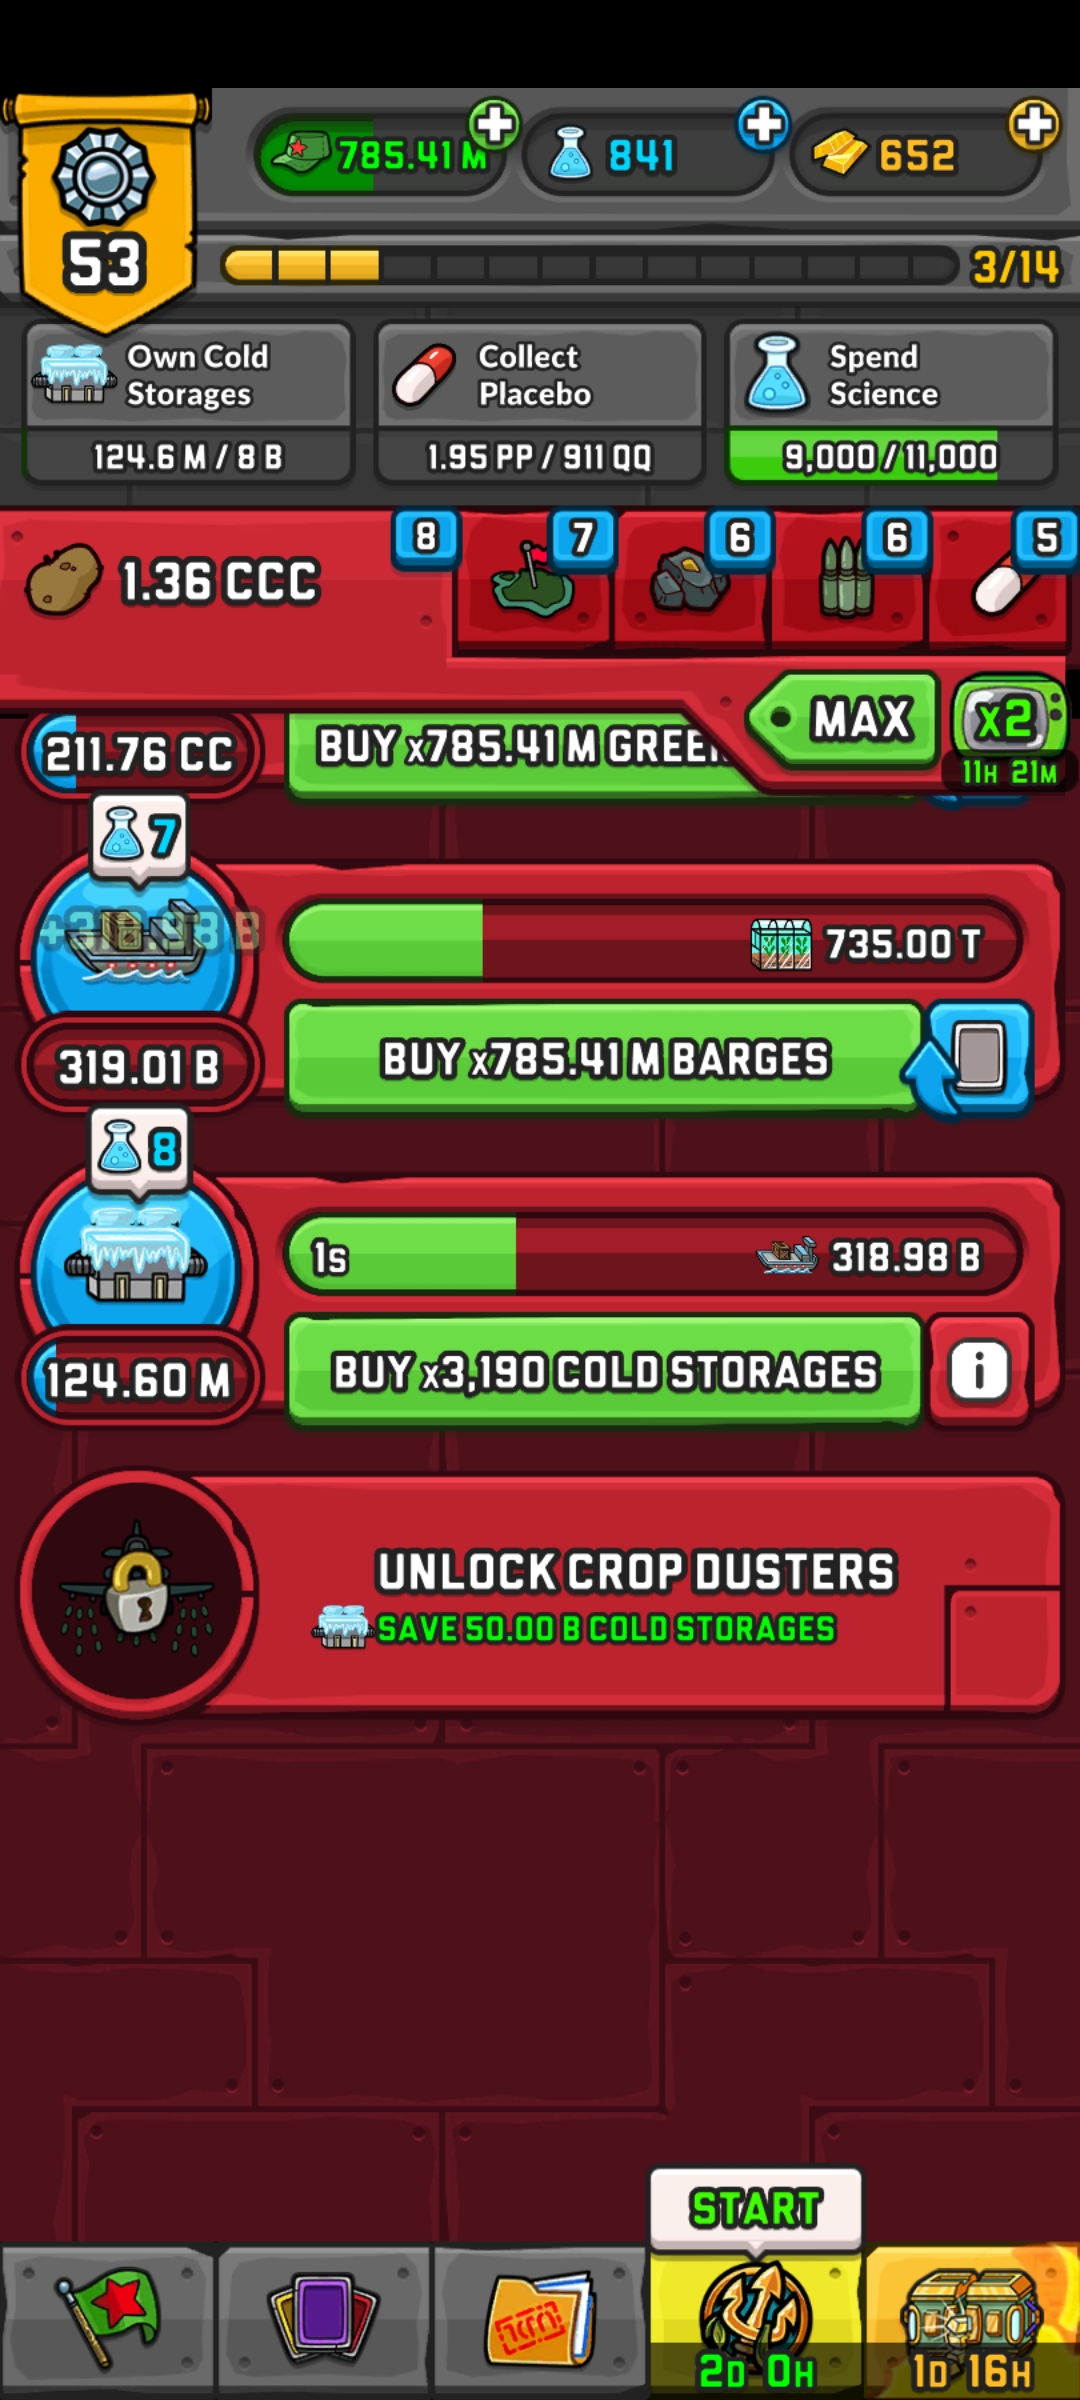 785.41 M
841
652
53
3/14
Own Cold
Storages
124.6 M / 8 B
Collect
Placebo
1.95 PP / 911 QQ
Spend
Science
9,000 / 11,000
1.36 CCC
8
7
6
6
5
MAX
x2
11H 21M
211.76 CC
BUY x785.41 M GREE
7
735.00 T
319.01 B
BUY x785.41 M BARGES
8
1s
318.98 B
124.60 M
BUY x3,190 COLD STORAGES
i
UNLOCK CROP DUSTERS
SAVE 50.00 B COLD STORAGES
START
2D 0H
1D 16H